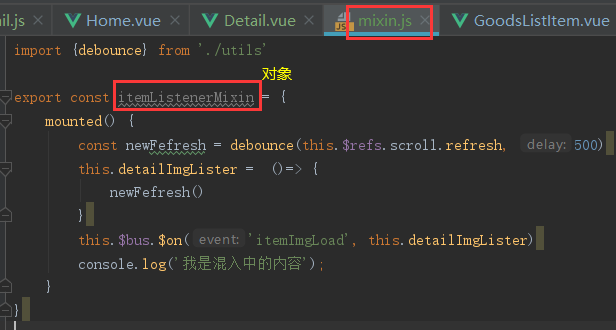 il.js × Home.vue × Detail.vue × mixin.js × GoodsListItem.vue
import {debounce} from './utils'
对象
export const itemListenerMixin = {
mounted() {
const newFefresh = debounce(this.$refs.scroll.refresh, delay: 500)
this.detailImgLister = ()=> {
newFefresh()
}
this.$bus.$on( event: 'itemImgLoad', this.detailImgLister)
console.log('我是混入中的内容');
}
}